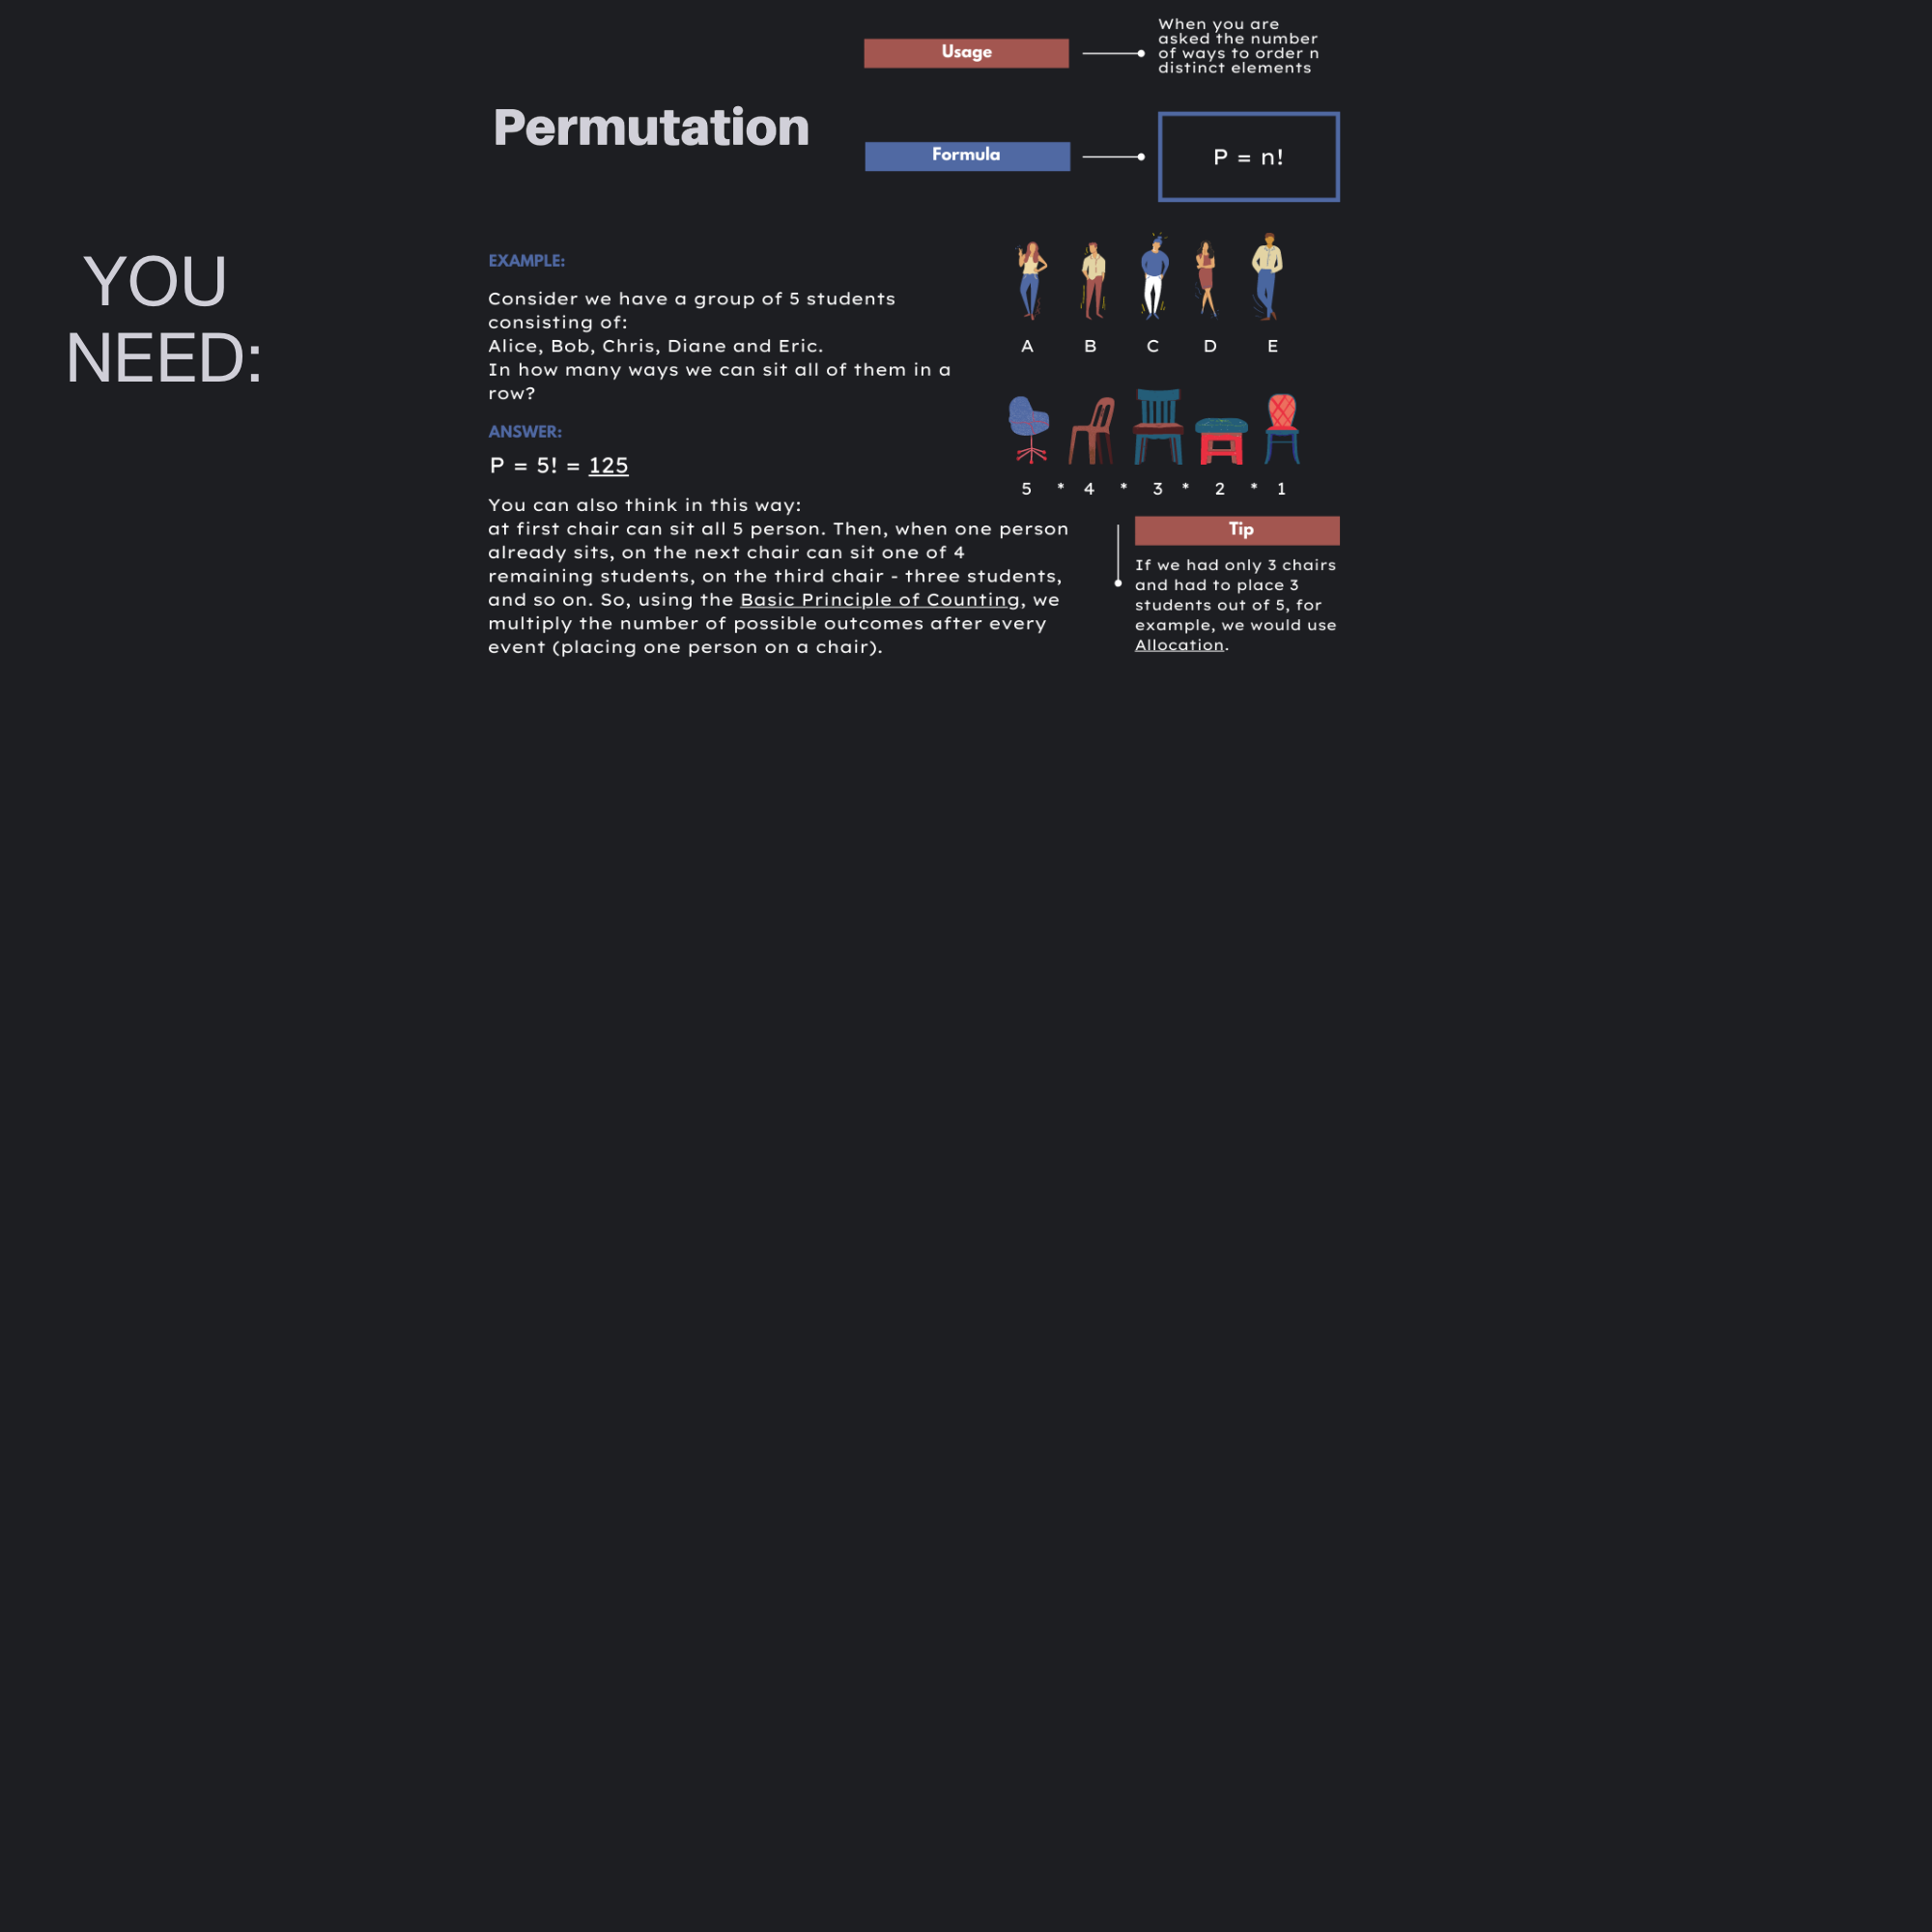 YOU
NEED:
Permutation
Usage
When you are
asked the number
of ways to order n
distinct elements
Formula
P = n!
EXAMPLE:
Consider we have a group of 5 students
consisting of:
Alice, Bob, Chris, Diane and Eric.
In how many ways we can sit all of them in a
row?
A B C D E
ANSWER:
P = 5! = 125
5 * 4 * 3 * 2 * 1
You can also think in this way:
at first chair can sit all 5 person. Then, when one person
already sits, on the next chair can sit one of 4
remaining students, on the third chair - three students,
and so on. So, using the Basic Principle of Counting, we
multiply the number of possible outcomes after every
event (placing one person on a chair).
Tip
If we had only 3 chairs
and had to place 3
students out of 5, for
example, we would use
Allocation.